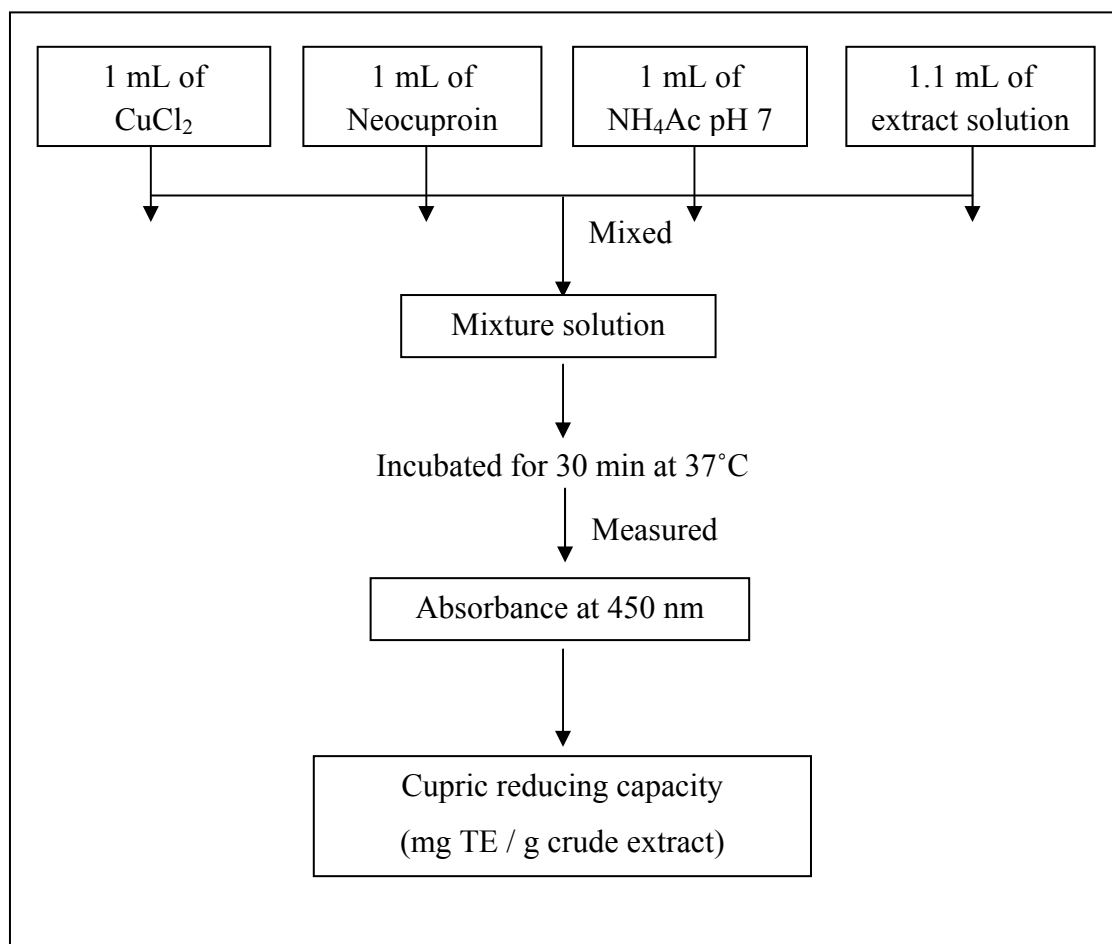 1 mL of
CuCl₂
1 mL of
Neocuproin
1 mL of
NH₄Ac pH 7
1.1 mL of
extract solution
Mixed
Mixture solution
Incubated for 30 min at 37˚C
Measured
Absorbance at 450 nm
Cupric reducing capacity
(mg TE / g crude extract)